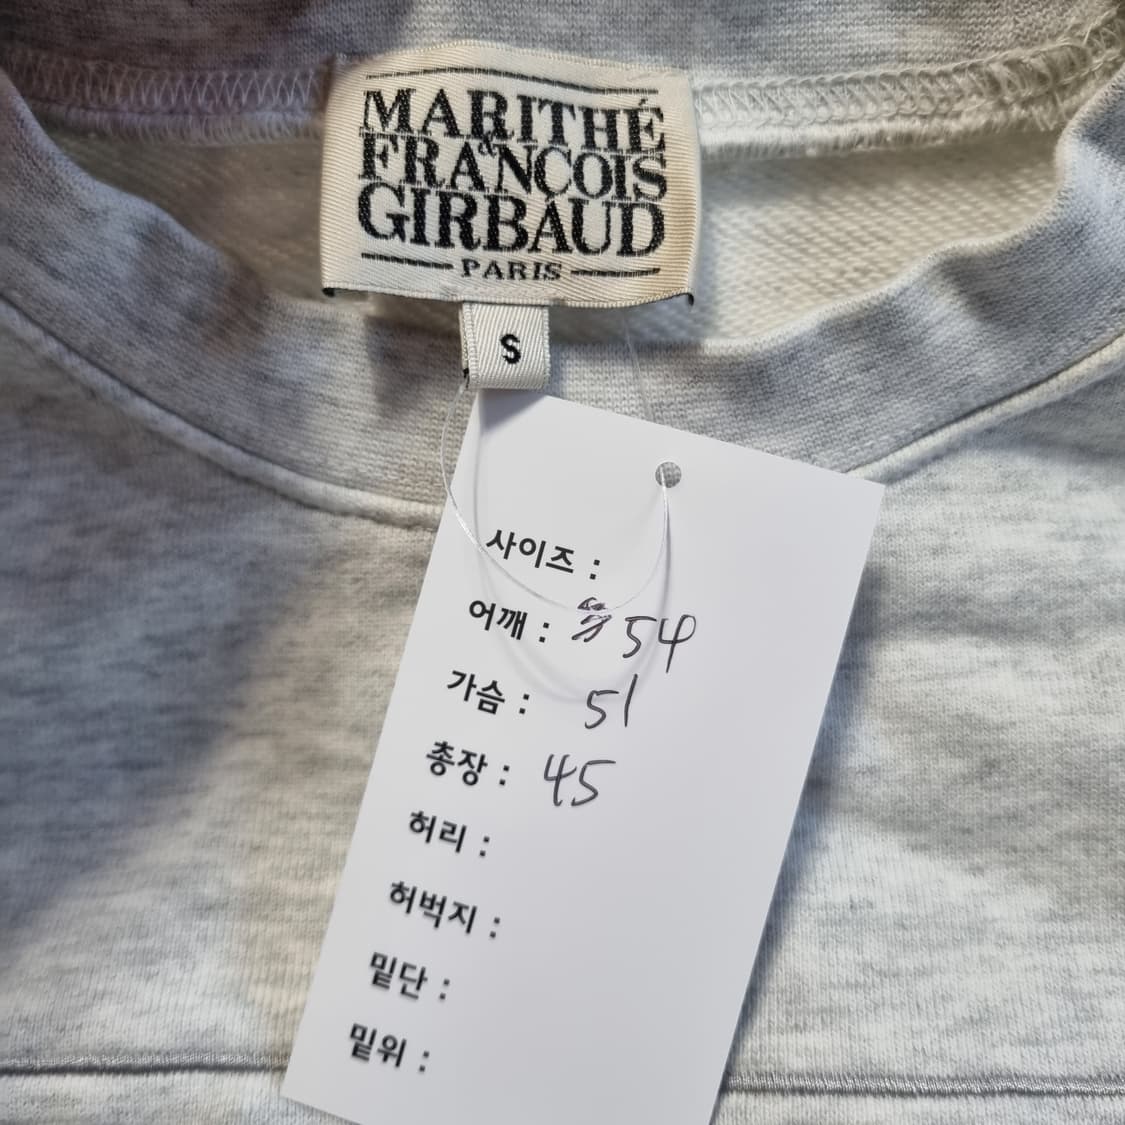 MARITHÉ
&
FRANÇOIS
GIRBAUD
PARIS
S
사이즈 :
어깨 : 54
가슴 : 51
총장 : 45
허리 :
허벅지 :
밑단 :
밑위 :